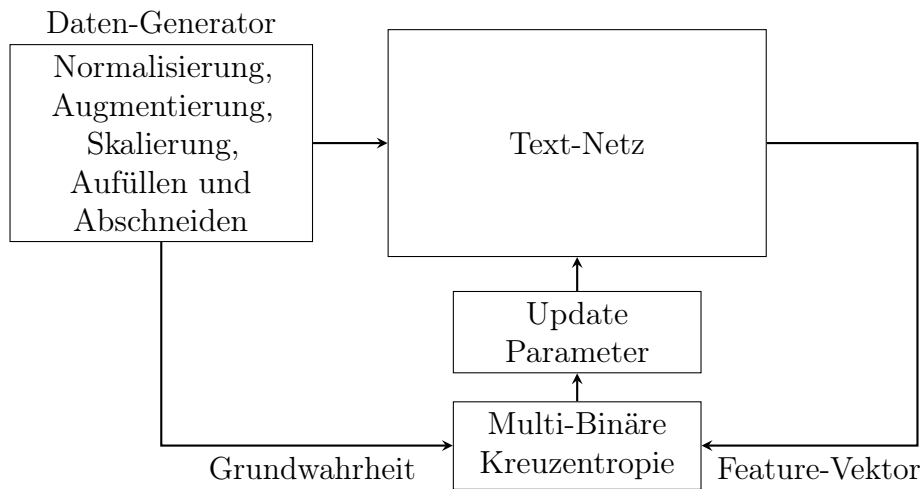 Daten-Generator
Normalisierung,
Augmentierung,
Skalierung,
Aufüllen und
Abschneiden
Text-Netz
Update
Parameter
Multi-Binäre
Kreuzentropie
Grundwahrheit
Feature-Vektor